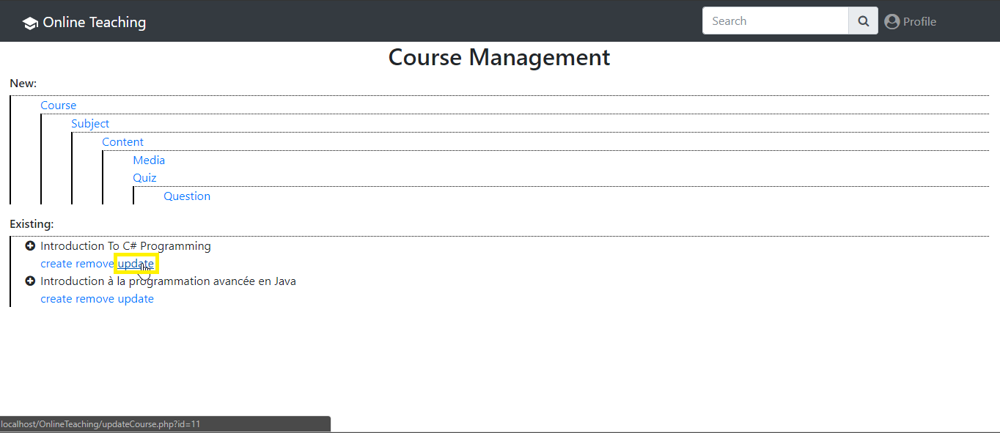 Online Teaching
Search
Profile
Course Management
New:
Course
Subject
Content
Media
Quiz
Question
Existing:
Introduction To C# Programming
create remove update
Introduction à la programmation avancée en Java
create remove update
localhost/OnlineTeaching/updateCourse.php?id=11